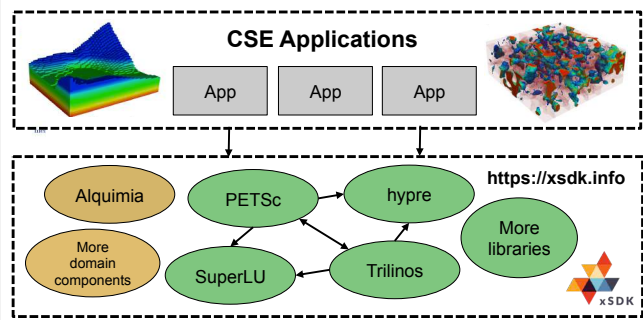 CSE Applications
App
App
App
https://xsdk.info
Alquimia
PETSc
hypre
More
libraries
More
domain
components
SuperLU
Trilinos
xSDK